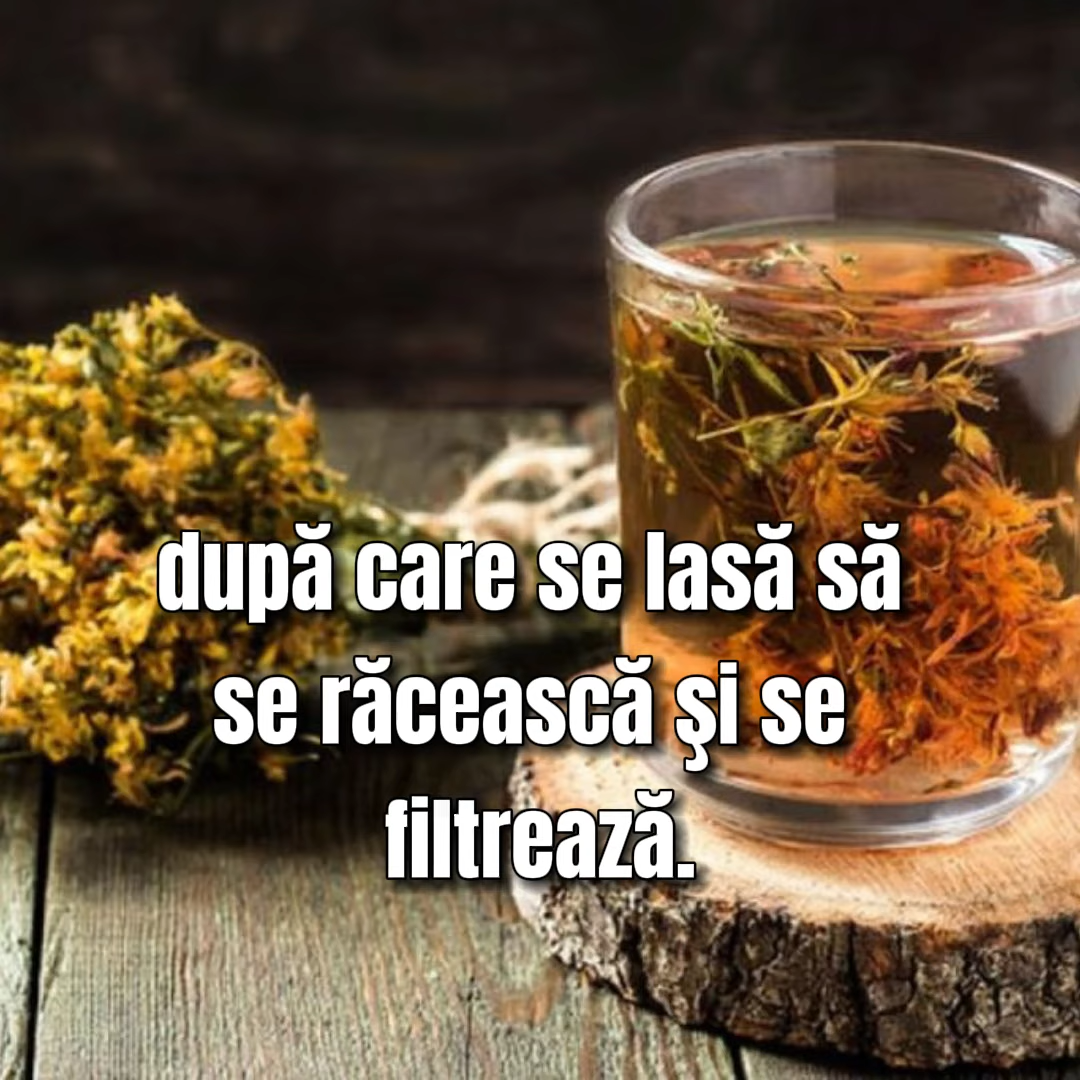 după care se lasă să
se răcească şi se
filtrează.